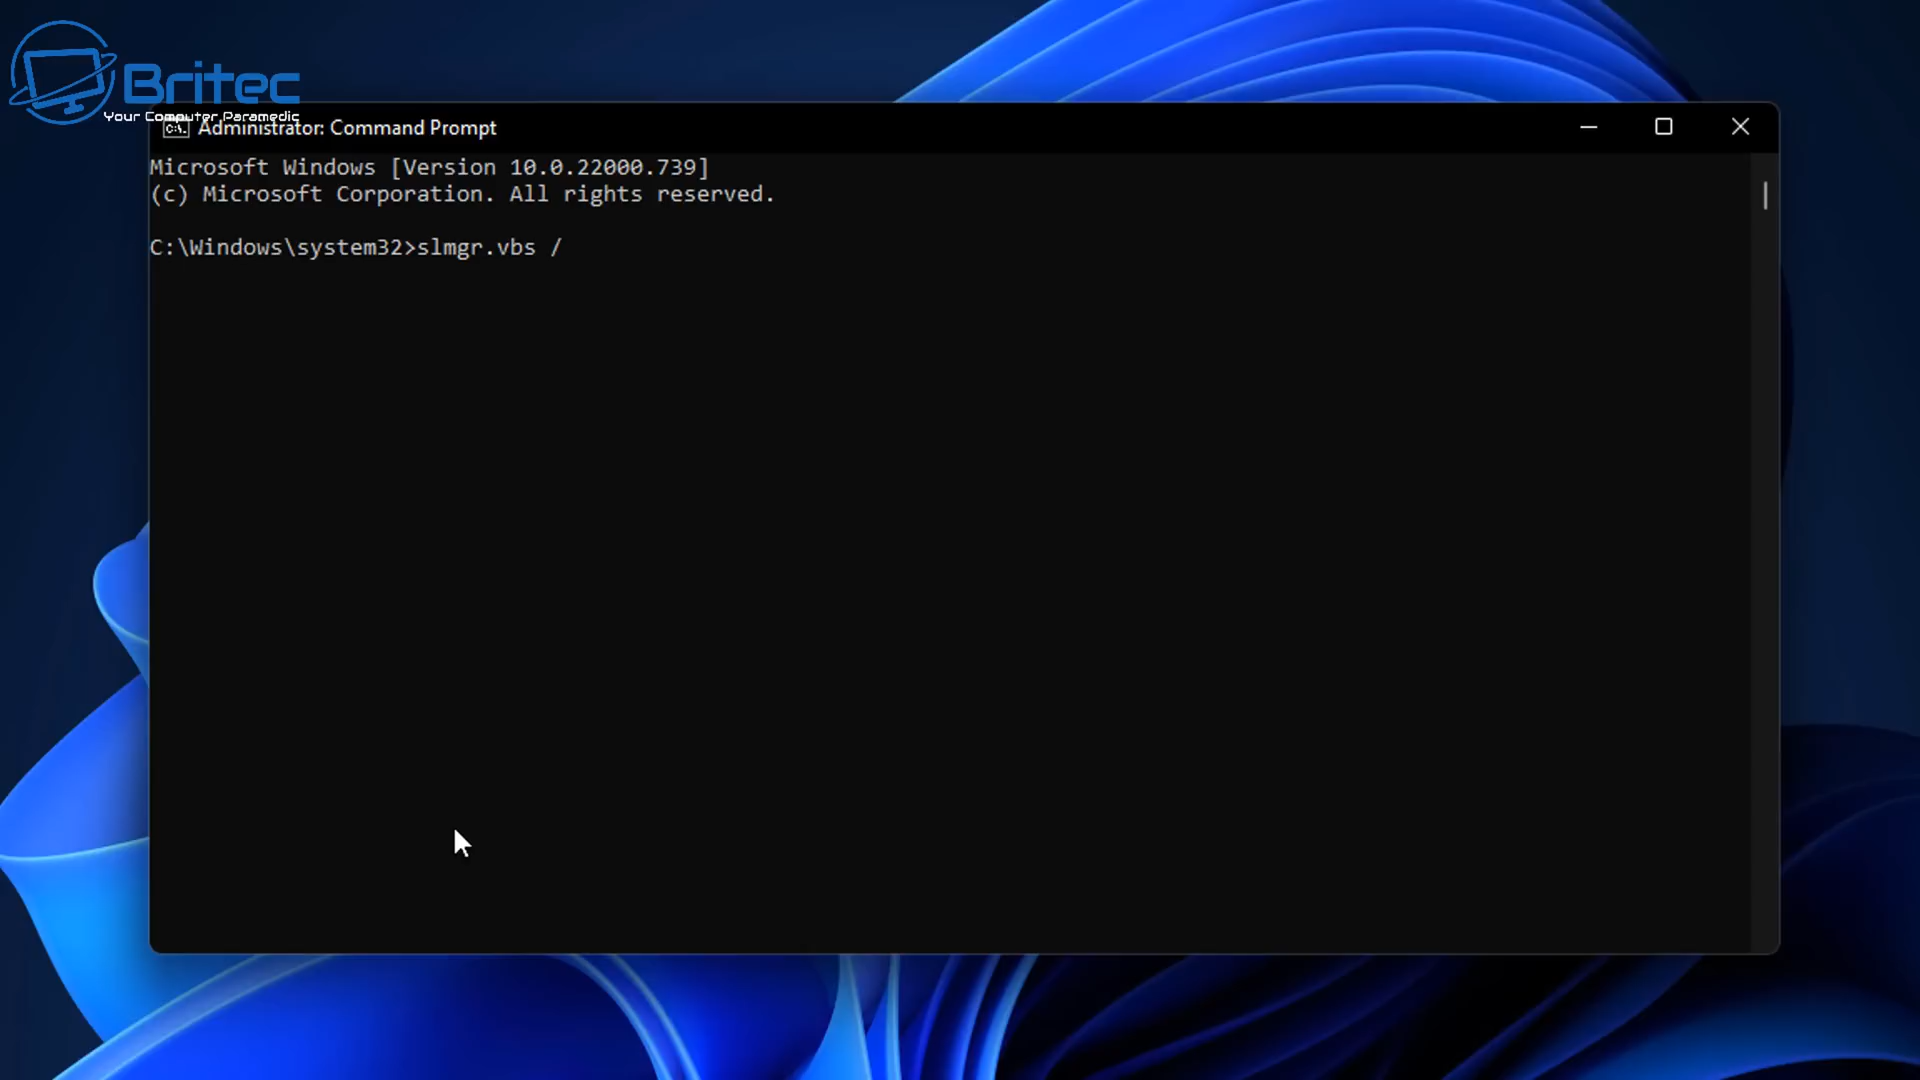 Britec
Your Computer Paramedic
Administrator: Command Prompt
Microsoft Windows [Version 10.0.22000.739]
(c) Microsoft Corporation. All rights reserved.
C:\Windows\system32>slmgr.vbs /